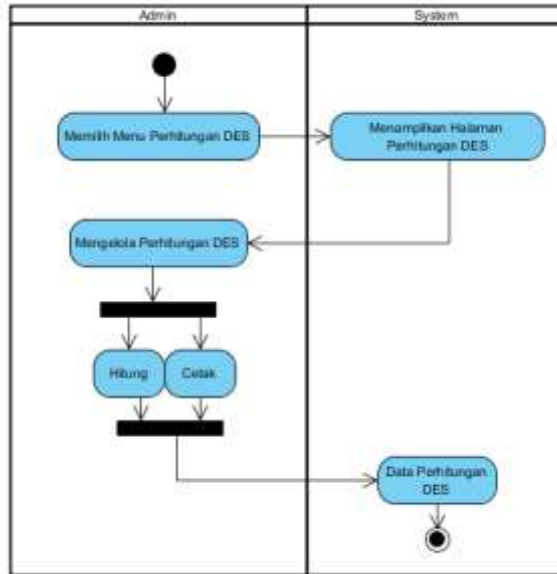 Admin
System
Memilih Menu Perhitungan DES
Menampilkan Halaman
Perhitungan DES
Mengelola Perhitungan DES
Hitung
Cetak
Data Perhitungan
DES